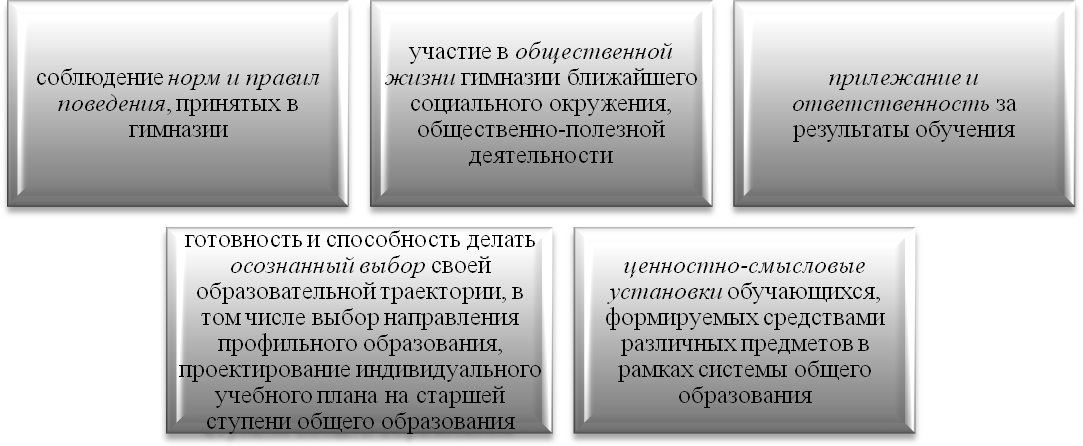 соблюдение норм и правил
поведения, принятых в
гимназии
участие в общественной
жизни гимназии ближайшего
социального окружения,
общественно-полезной
деятельности
прилежание и
ответственность за
результаты обучения
готовность и способность делать
осознанный выбор своей
образовательной траектории, в
том числе выбор направления
профильного образования,
проектирование индивидуального
учебного плана на старшей
ступени общего образования
ценностно-смысловые
установки обучающихся,
формируемых средствами
различных предметов в
рамках системы общего
образования